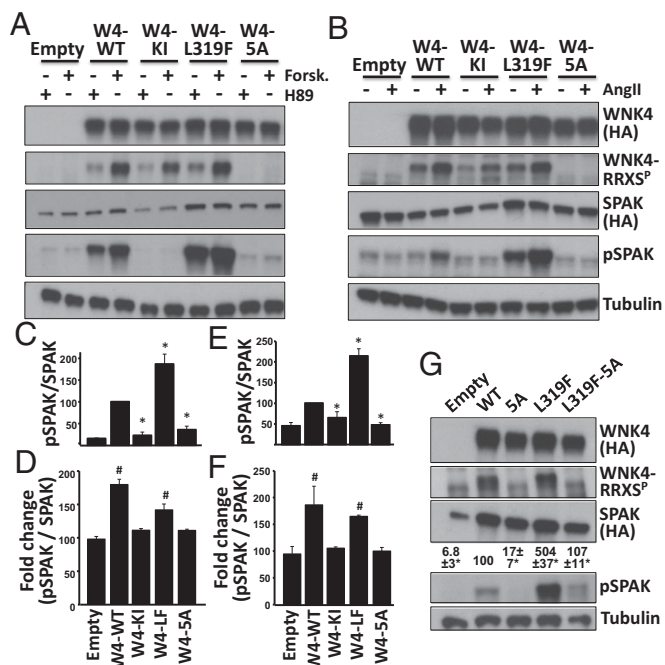 A
Empty
W4-
WT
W4-
KI
W4-
L319F
W4-
5A
- + - + - + - + - + Forsk.
+ - + - + - + - + - H89
B
Empty
W4-
WT
W4-
KI
W4-
L319F
W4-
5A
- + - + - + - + - + AngII
WNK4
(HA)
WNK4-
RRXSᴾ
SPAK
(HA)
pSPAK
Tubulin
C
pSPAK/SPAK
200
150
100
50
0
* * *
D
Fold change
(pSPAK / SPAK)
200
150
100
50
0
# #
Empty
W4-WT
W4-KI
W4-LF
W4-5A
E
pSPAK/SPAK
250
200
150
100
50
0
* * *
F
Fold change
(pSPAK / SPAK)
250
200
150
100
50
0
# #
Empty
W4-WT
W4-KI
W4-LF
W4-5A
G
Empty
WT
5A
L319F
L319F-5A
WNK4
(HA)
WNK4-
RRXSᴾ
SPAK
(HA)
6.8 ±3* 100 17± 7* 504 ±37* 107 ±11*
pSPAK
Tubulin